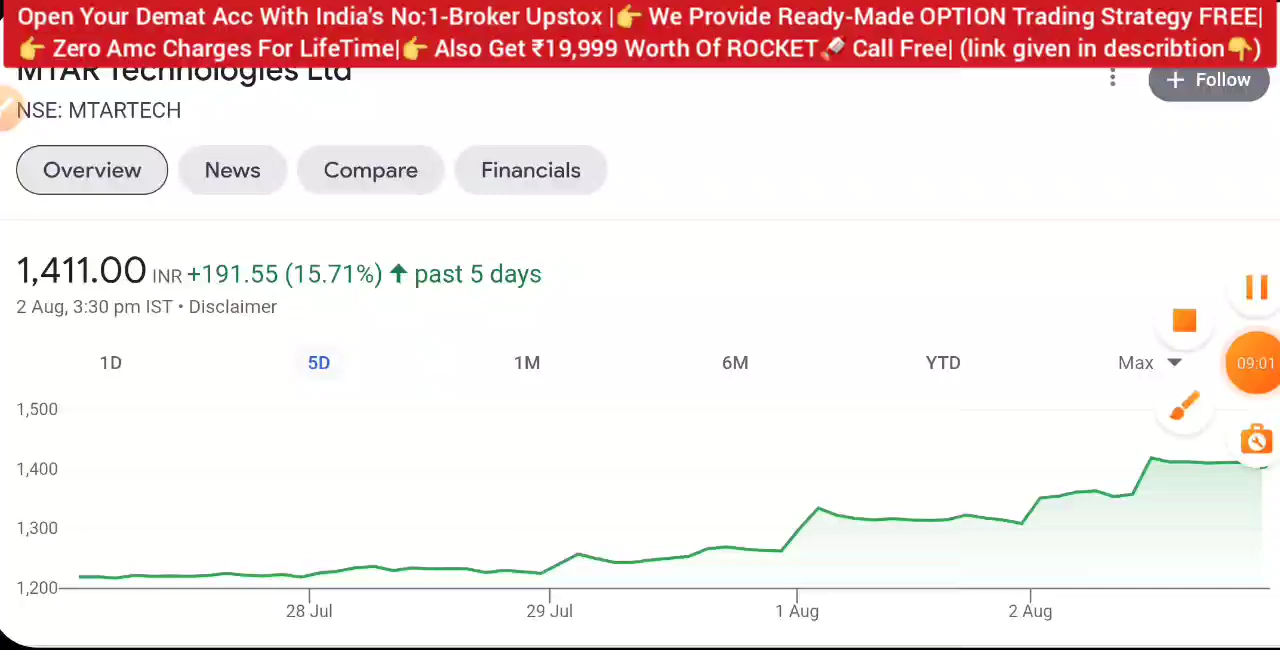 Open Your Demat Acc With India's No:1-Broker Upstox |👉 We Provide Ready-Made OPTION Trading Strategy FREE|
👉 Zero Amc Charges For LifeTime|👉 Also Get ₹19,999 Worth Of ROCKET🚀 Call Free| (link given in describtion👇)
MTAR Technologies Ltd
+ Follow
NSE: MTARTECH
Overview News Compare Financials
1,411.00 INR +191.55 (15.71%) ↑ past 5 days
2 Aug, 3:30 pm IST • Disclaimer
1D 5D 1M 6M YTD Max
09:01
1,500
1,400
1,300
1,200
28 Jul 29 Jul 1 Aug 2 Aug